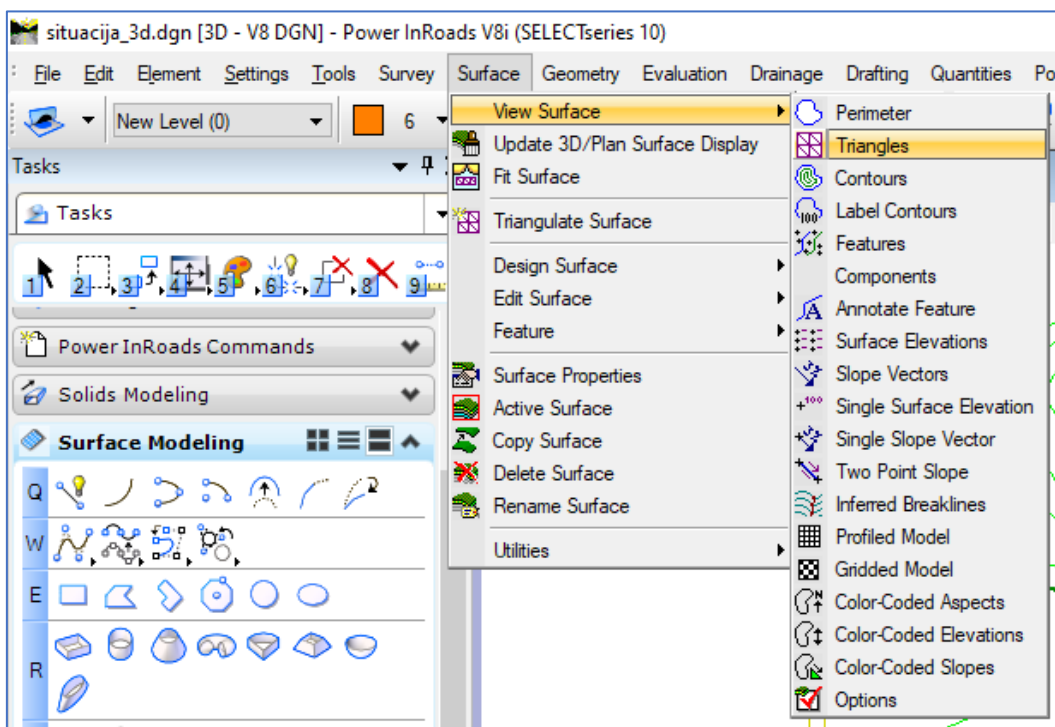 situacija_3d.dgn [3D - V8 DGN] - Power InRoads V8i (SELECTseries 10)
File Edit Element Settings Tools Survey Surface Geometry Evaluation Drainage Drafting Quantities Po
New Level (0) 6
Tasks
Tasks
1 2 3 4 5 6 7 8 9
Power InRoads Commands
Solids Modeling
Surface Modeling
Q
W
E
R
View Surface
Update 3D/Plan Surface Display
Fit Surface
Triangulate Surface
Design Surface
Edit Surface
Feature
Surface Properties
Active Surface
Copy Surface
Delete Surface
Rename Surface
Utilities
Perimeter
Triangles
Contours
Label Contours
Features
Components
Annotate Feature
Surface Elevations
Slope Vectors
Single Surface Elevation
Single Slope Vector
Two Point Slope
Inferred Breaklines
Profiled Model
Gridded Model
Color-Coded Aspects
Color-Coded Elevations
Color-Coded Slopes
Options